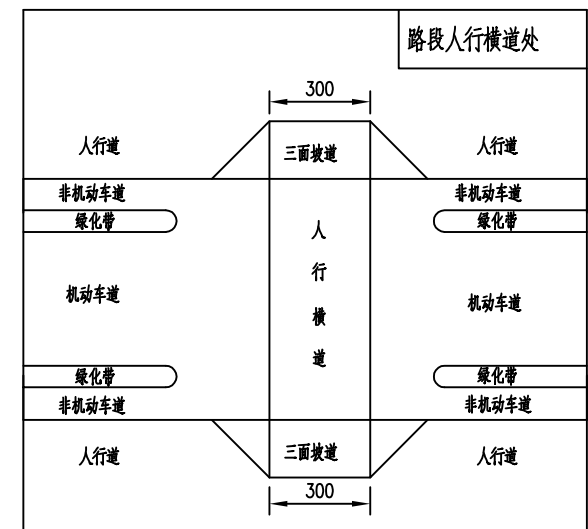 路段人行横道处
300
人行道
三面坡道
人行道
非机动车道
非机动车道
绿化带
绿化带
人行横道
机动车道
机动车道
绿化带
绿化带
非机动车道
非机动车道
人行道
三面坡道
人行道
300